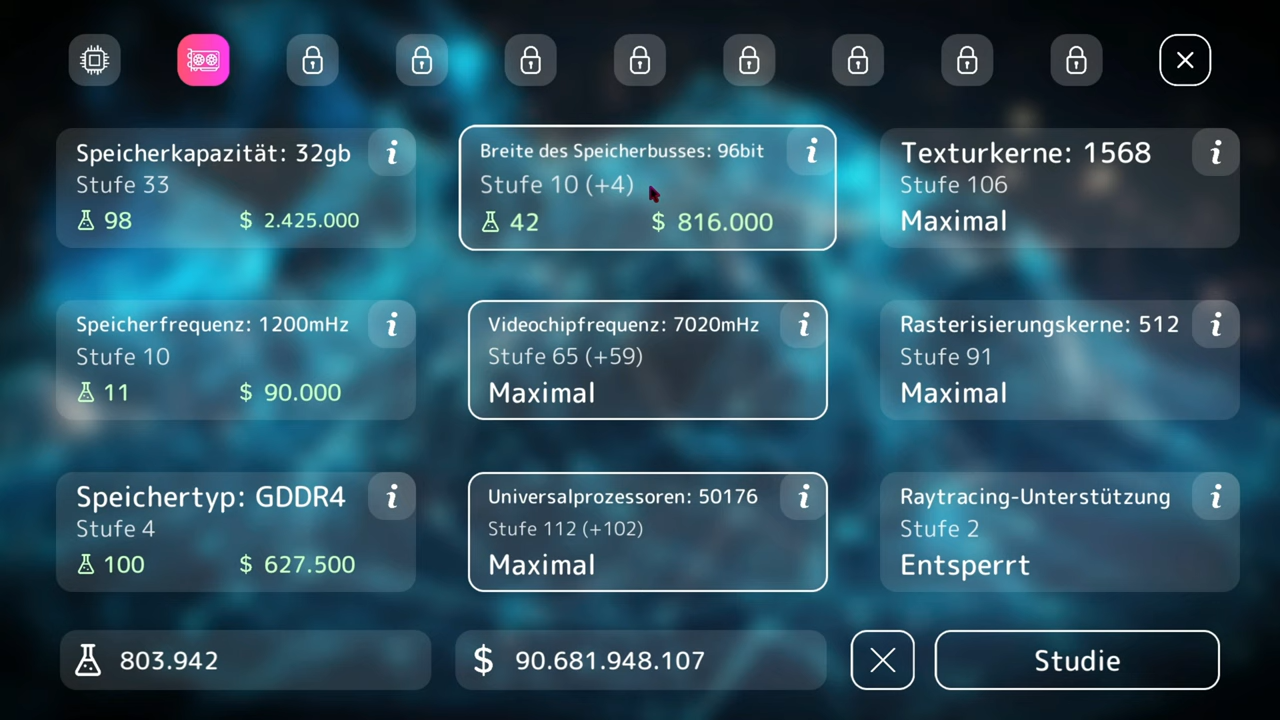 Speicherkapazität: 32gb
Stufe 33
98 $ 2.425.000
Breite des Speicherbusses: 96bit
Stufe 10 (+4)
42 $ 816.000
Texturkerne: 1568
Stufe 106
Maximal
Speicherfrequenz: 1200mHz
Stufe 10
11 $ 90.000
Videochipfrequenz: 7020mHz
Stufe 65 (+59)
Maximal
Rasterisierungskerne: 512
Stufe 91
Maximal
Speichertyp: GDDR4
Stufe 4
100 $ 627.500
Universalprozessoren: 50176
Stufe 112 (+102)
Maximal
Raytracing-Unterstützung
Stufe 2
Entsperrt
803.942
$ 90.681.948.107
Studie